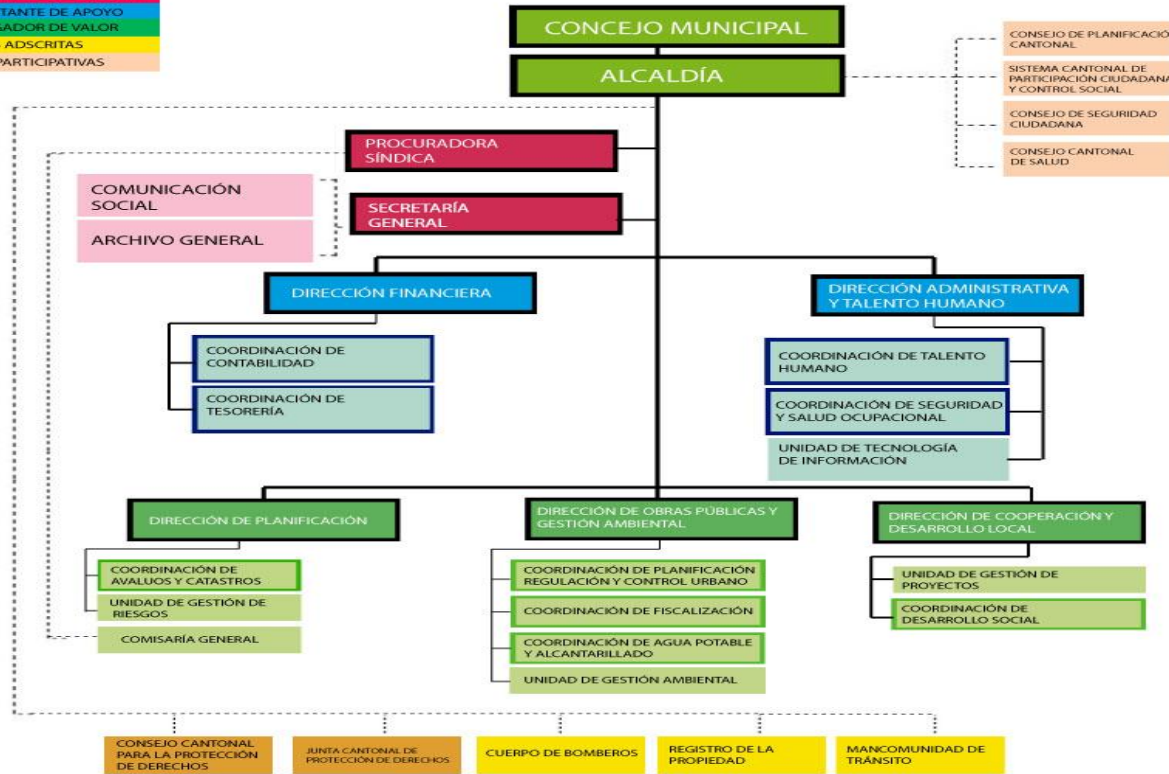 TANTE DE APOYO
GADOR DE VALOR
ADSCRITAS
PARTICIPATIVAS
CONCEJO MUNICIPAL
ALCALDÍA
CONSEJO DE PLANIFICACIÓ
CANTONAL
SISTEMA CANTONAL DE
PARTICIPACIÓN CIUDADANA
Y CONTROL SOCIAL
CONSEJO DE SEGURIDAD
CIUDADANA
CONSEJO CANTONAL
DE SALUD
PROCURADORA
SÍNDICA
COMUNICACIÓN
SOCIAL
SECRETARÍA
GENERAL
ARCHIVO GENERAL
DIRECCIÓN FINANCIERA
DIRECCIÓN ADMINISTRATIVA
Y TALENTO HUMANO
COORDINACIÓN DE
CONTABILIDAD
COORDINACIÓN DE
TESORERÍA
COORDINACIÓN DE TALENTO
HUMANO
COORDINACIÓN DE SEGURIDAD
Y SALUD OCUPACIONAL
UNIDAD DE TECNOLOGÍA
DE INFORMACIÓN
DIRECCIÓN DE PLANIFICACIÓN
DIRECCIÓN DE OBRAS PÚBLICAS Y
GESTIÓN AMBIENTAL
DIRECCIÓN DE COOPERACIÓN Y
DESARROLLO LOCAL
COORDINACIÓN DE
AVALUOS Y CATASTROS
UNIDAD DE GESTIÓN DE
RIESGOS
COMISARÍA GENERAL
COORDINACIÓN DE PLANIFICACIÓN
REGULACIÓN Y CONTROL URBANO
COORDINACIÓN DE FISCALIZACIÓN
COORDINACIÓN DE AGUA POTABLE
Y ALCANTARILLADO
UNIDAD DE GESTIÓN AMBIENTAL
UNIDAD DE GESTIÓN DE
PROYECTOS
COORDINACIÓN DE
DESARROLLO SOCIAL
CONSEJO CANTONAL
PARA LA PROTECCIÓN
DE DERECHOS
JUNTA CANTONAL DE
PROTECCIÓN DE DERECHOS
CUERPO DE BOMBEROS
REGISTRO DE LA
PROPIEDAD
MANCOMUNIDAD DE
TRÁNSITO